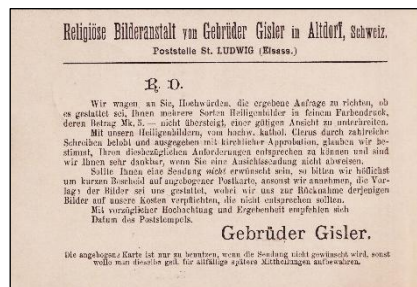 Religiöse Bilderanstalt von Gebrüder Gisler in Altdorf, Schweiz.
Poststelle St. LUDWIG (Elsass.)
R. D.
Wir wagen an Sie, Hochwürden, die ergebene Anfrage zu richten, ob
es gestattet sei, Ihnen mehrere Sorten Heiligenbilder in feinem Farbendruck,
deren Betrag Mk. 5. — nicht übersteigt, einer gütigen Ansicht zu unterbreiten.
Mit unsern Heiligenbildern, vom hochw. kathol. Clerus durch zahlreiche
Schreiben belobt und ausgegeben mit kirchlicher Approbation, glauben wir be-
stimmt, Ihren diesbezüglichen Anforderungen entsprechen zu können und sind
wir Ihnen sehr dankbar, wenn Sie eine Ansichtssendung nicht abweisen.
Sollte Ihnen eine Sendung nicht erwünscht sein, so bitten wir höflichst
um kurzen Bescheid auf angebogener Postkarte, ansonst wir annehmen, die Vor-
lage der Bilder sei uns gestattet, wobei wir uns zur Rücknahme derjenigen
Bilder auf unsere Kosten verpflichten, die nicht entsprechen sollten.
Mit vorzüglicher Hochachtung und Ergebenheit empfehlen sich
Datum des Poststempels.
Gebrüder Gisler.
Die angebogene Karte ist nur zu benutzen, wenn die Sendung nicht gewünscht wird, sonst
wolle man dieselbe gefl. für allfällige spätere Mittheilungen aufbewahren.